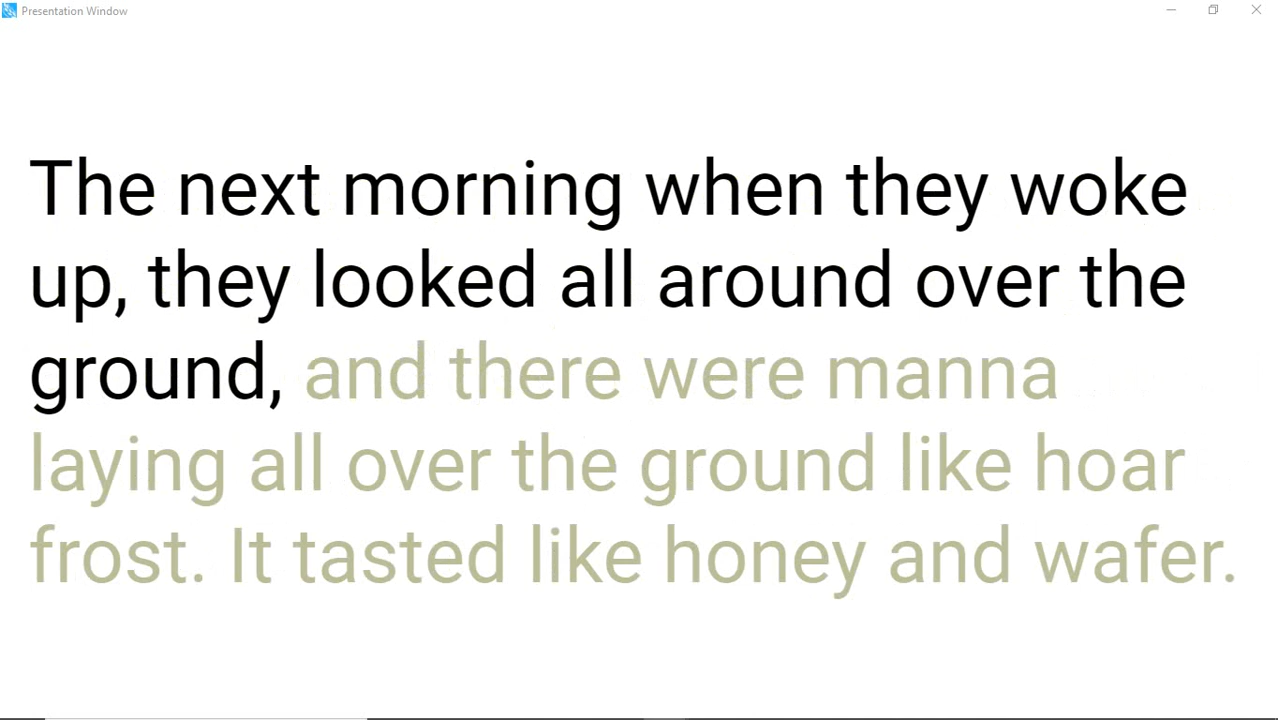 Presentation Window
The next morning when they woke
up, they looked all around over the
ground, and there were manna
laying all over the ground like hoar
frost. It tasted like honey and wafer.